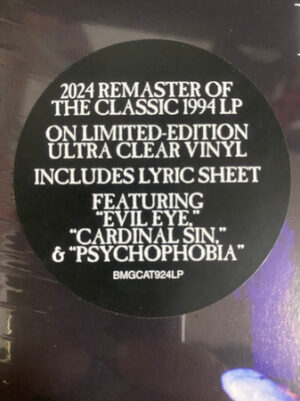 2024 REMASTER OF
THE CLASSIC 1994 LP
ON LIMITED-EDITION
ULTRA CLEAR VINYL
INCLUDES LYRIC SHEET
FEATURING
"EVIL EYE,"
"CARDINAL SIN,"
& "PSYCHOPHOBIA"
BMGCAT924LP